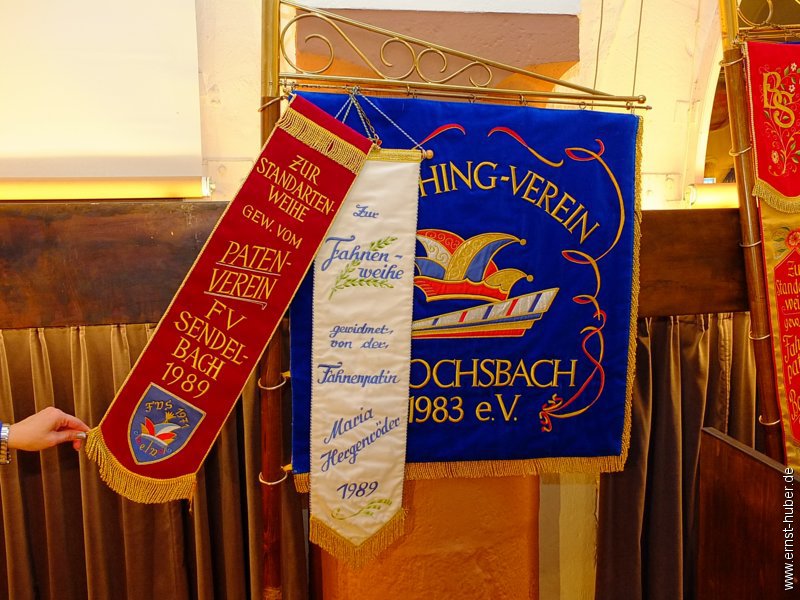 ZUR
STANDARTEN-
WEIHE
GEW. VOM
PATEN-
VEREIN
FV
SENDEL-
BACH
1989
Zur
Fahnen-
weihe
gewidmet
von der
Fahnenpatin
Maria
Hergenröder
1989
HING-VEREIN
OCHSBACH
1983 e.V.
www.ernst-huber.de